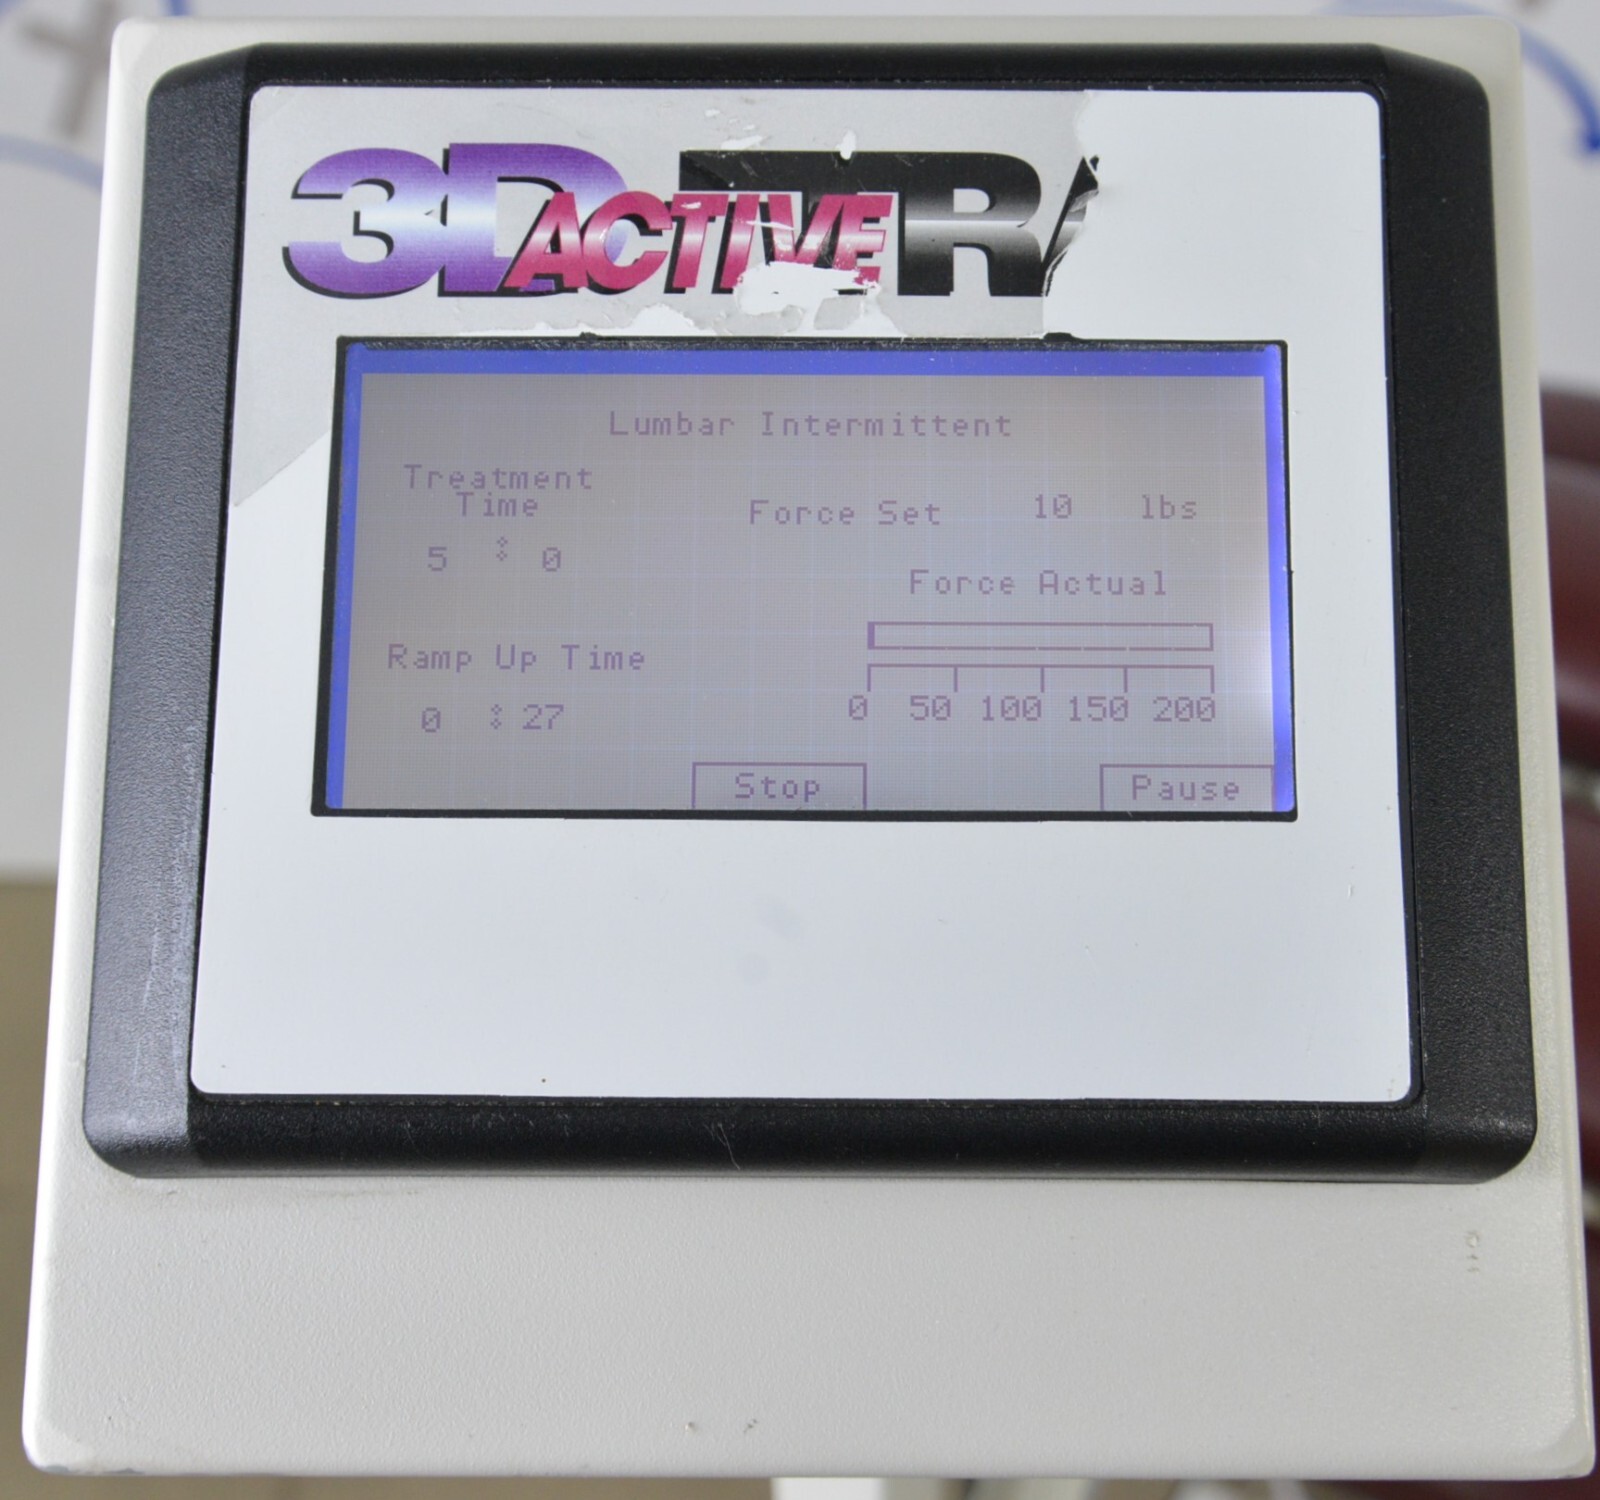 3D ACTIVE TRA
Lumbar Intermittent
Treatment
Time
5 : 0
Force Set 10 lbs
Force Actual
Ramp Up Time
0 50 100 150 200
0 : 27
Stop Pause